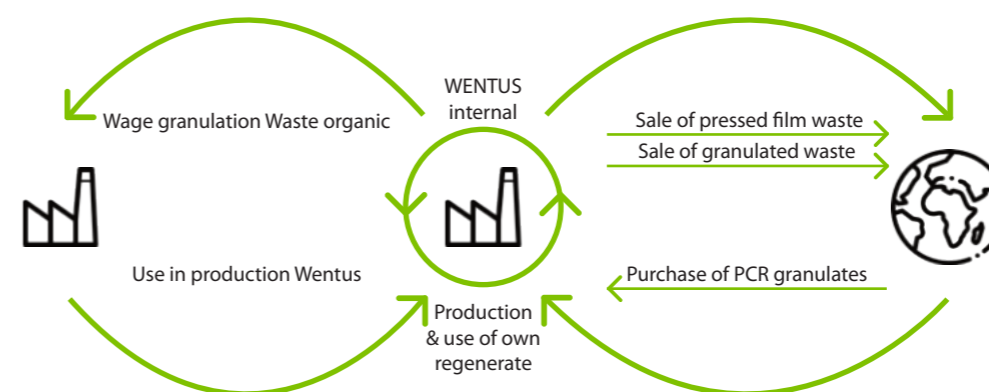 WENTUS
internal
Wage granulation Waste organic
Sale of pressed film waste
Sale of granulated waste
Use in production Wentus
Purchase of PCR granulates
Production
& use of own
regenerate